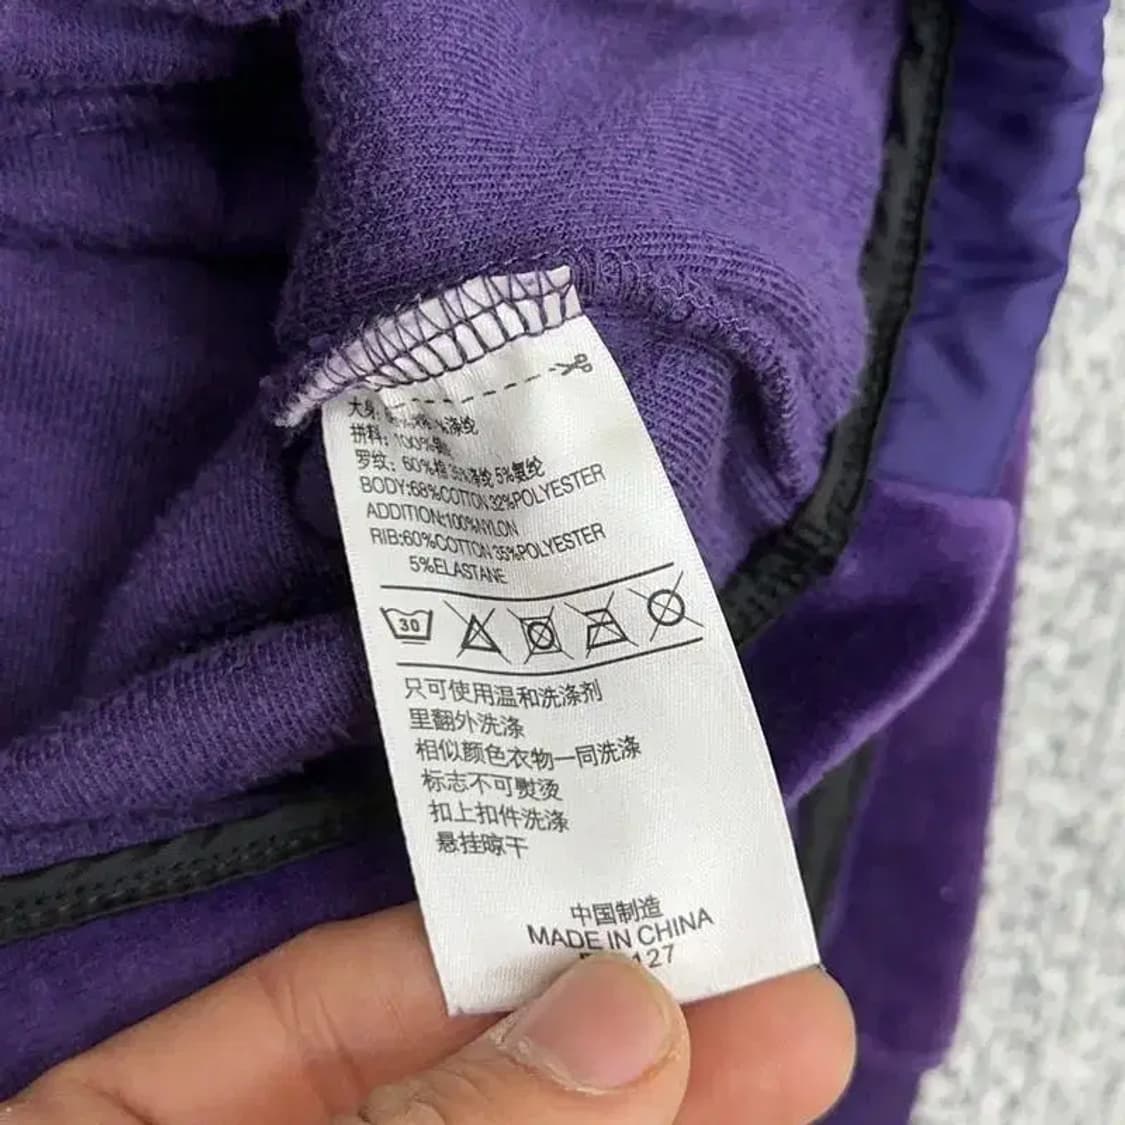 大身: 涤纶
拼料: 100%
罗纹: 60%棉 35%涤纶 5%氨纶
BODY:68%COTTON 32%POLYESTER
ADDITION:100%NYLON
RIB:60%COTTON 35%POLYESTER
5%ELASTANE
30
只可使用温和洗涤剂
里翻外洗涤
相似颜色衣物一同洗涤
标志不可熨烫
扣上扣件洗涤
悬挂晾干
中国制造
MADE IN CHINA
127